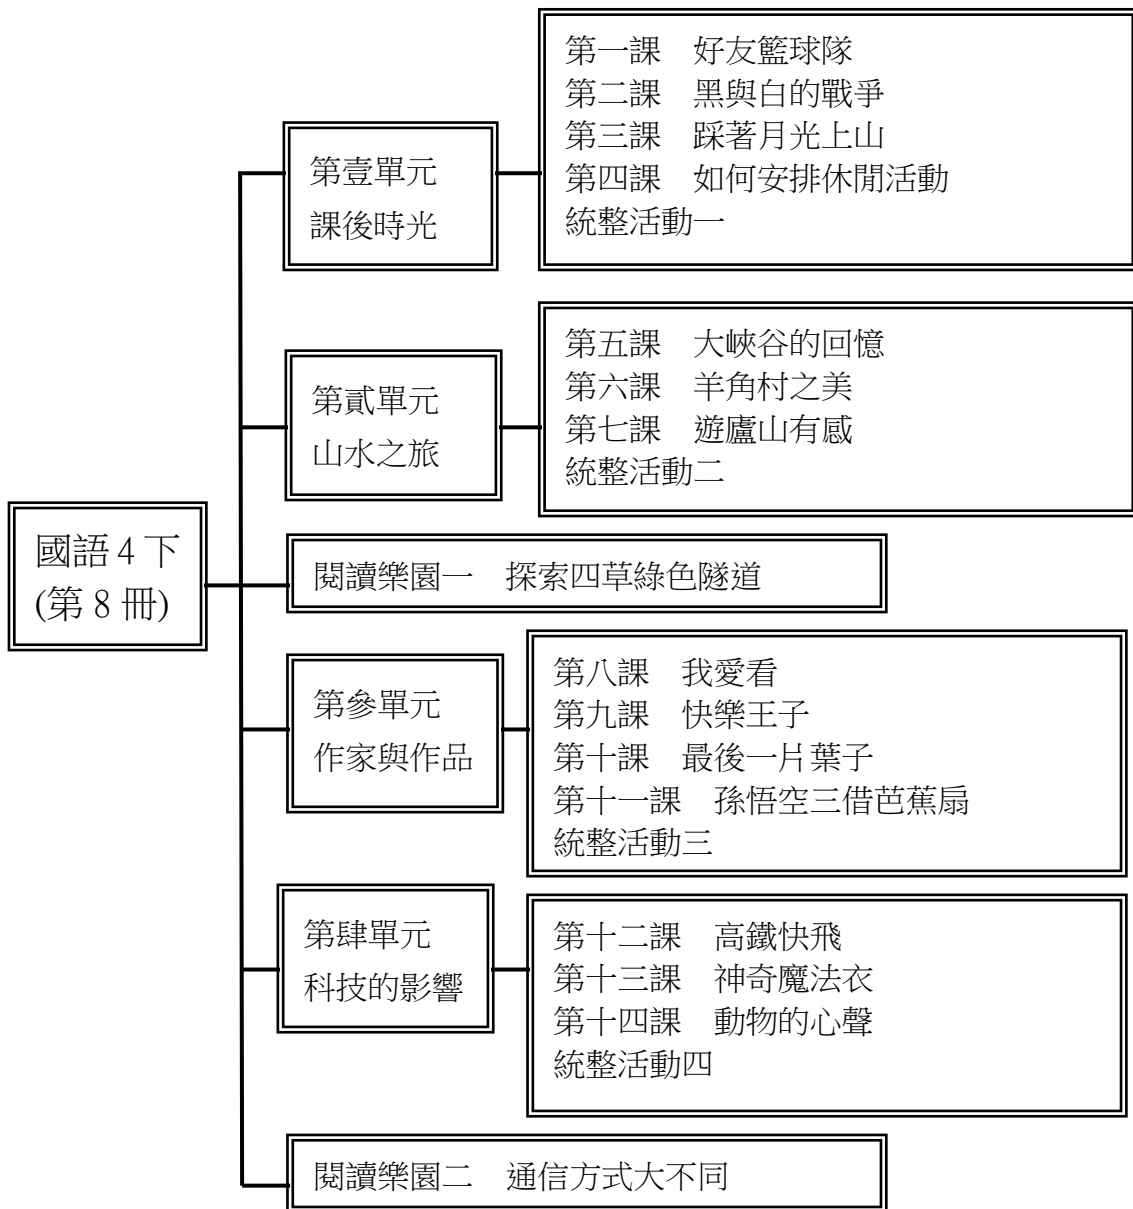 國語 4 下
(第 8 冊)
第壹單元
課後時光
第一課　好友籃球隊
第二課　黑與白的戰爭
第三課　踩著月光上山
第四課　如何安排休閒活動
統整活動一
第貳單元
山水之旅
第五課　大峽谷的回憶
第六課　羊角村之美
第七課　遊廬山有感
統整活動二
閱讀樂園一　探索四草綠色隧道
第參單元
作家與作品
第八課　我愛看
第九課　快樂王子
第十課　最後一片葉子
第十一課　孫悟空三借芭蕉扇
統整活動三
第肆單元
科技的影響
第十二課　高鐵快飛
第十三課　神奇魔法衣
第十四課　動物的心聲
統整活動四
閱讀樂園二　通信方式大不同